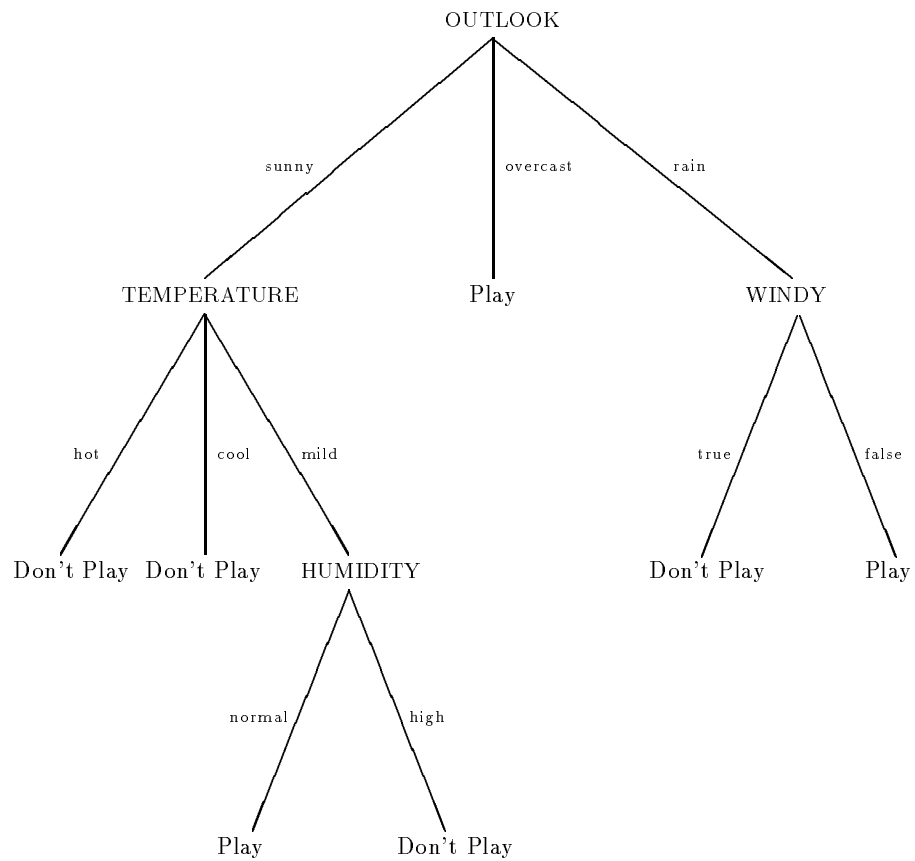 OUTLOOK
sunny overcast rain
TEMPERATURE Play WINDY
hot cool mild true false
Don't Play Don't Play HUMIDITY Don't Play Play
normal high
Play Don't Play